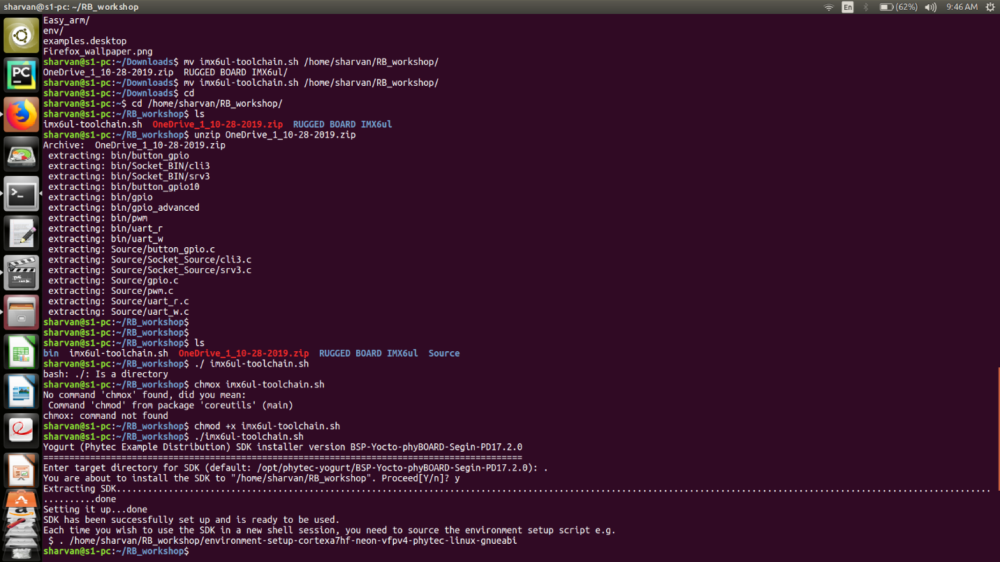 sharvan@s1-pc: ~/RB_workshop
En
(62%)
9:46 AM
Easy_arm/
env/
examples.desktop
Firefox_wallpaper.png
sharvan@s1-pc:~/Downloads$ mv imx6ul-toolchain.sh /home/sharvan/RB_workshop/
OneDrive_1_10-28-2019.zip  RUGGED BOARD IMX6ul/
sharvan@s1-pc:~/Downloads$ mv imx6ul-toolchain.sh /home/sharvan/RB_workshop/
sharvan@s1-pc:~/Downloads$ cd
sharvan@s1-pc:~$ cd /home/sharvan/RB_workshop/
sharvan@s1-pc:~/RB_workshop$ ls
imx6ul-toolchain.sh  OneDrive_1_10-28-2019.zip  RUGGED BOARD IMX6ul
sharvan@s1-pc:~/RB_workshop$ unzip OneDrive_1_10-28-2019.zip
Archive:  OneDrive_1_10-28-2019.zip
 extracting: bin/button_gpio
 extracting: bin/Socket_BIN/cli3
 extracting: bin/Socket_BIN/srv3
 extracting: bin/button_gpio10
 extracting: bin/gpio
 extracting: bin/gpio_advanced
 extracting: bin/pwm
 extracting: bin/uart_r
 extracting: bin/uart_w
 extracting: Source/button_gpio.c
 extracting: Source/Socket_Source/cli3.c
 extracting: Source/Socket_Source/srv3.c
 extracting: Source/gpio.c
 extracting: Source/pwm.c
 extracting: Source/uart_r.c
 extracting: Source/uart_w.c
sharvan@s1-pc:~/RB_workshop$
sharvan@s1-pc:~/RB_workshop$
sharvan@s1-pc:~/RB_workshop$ ls
bin  imx6ul-toolchain.sh  OneDrive_1_10-28-2019.zip  RUGGED BOARD IMX6ul  Source
sharvan@s1-pc:~/RB_workshop$ ./ imx6ul-toolchain.sh
bash: ./: Is a directory
sharvan@s1-pc:~/RB_workshop$ chmox imx6ul-toolchain.sh
No command 'chmox' found, did you mean:
 Command 'chmod' from package 'coreutils' (main)
chmox: command not found
sharvan@s1-pc:~/RB_workshop$ chmod +x imx6ul-toolchain.sh
sharvan@s1-pc:~/RB_workshop$ ./imx6ul-toolchain.sh
Yogurt (Phytec Example Distribution) SDK installer version BSP-Yocto-phyBOARD-Segin-PD17.2.0
============================================================================================
Enter target directory for SDK (default: /opt/phytec-yogurt/BSP-Yocto-phyBOARD-Segin-PD17.2.0): .
You are about to install the SDK to "/home/sharvan/RB_workshop". Proceed[Y/n]? y
Extracting SDK........................................................................................................................................................................
..........done
Setting it up...done
SDK has been successfully set up and is ready to be used.
Each time you wish to use the SDK in a new shell session, you need to source the environment setup script e.g.
 $ . /home/sharvan/RB_workshop/environment-setup-cortexa7hf-neon-vfpv4-phytec-linux-gnueabi
sharvan@s1-pc:~/RB_workshop$
PC